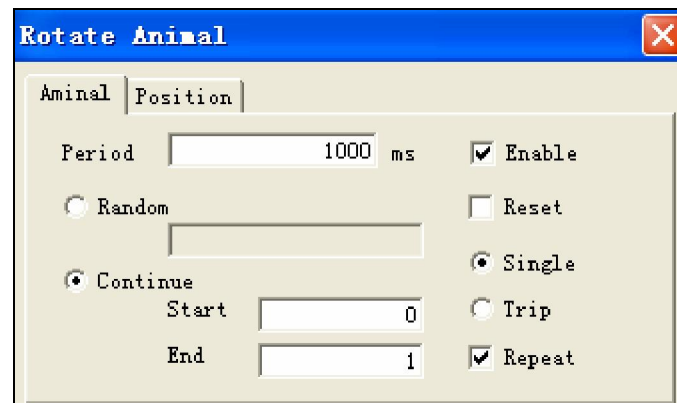 Rotate Animal
Aminal Position
Period 1000 ms Enable
Random Reset
Single
Continue
Start 0 Trip
End 1 Repeat